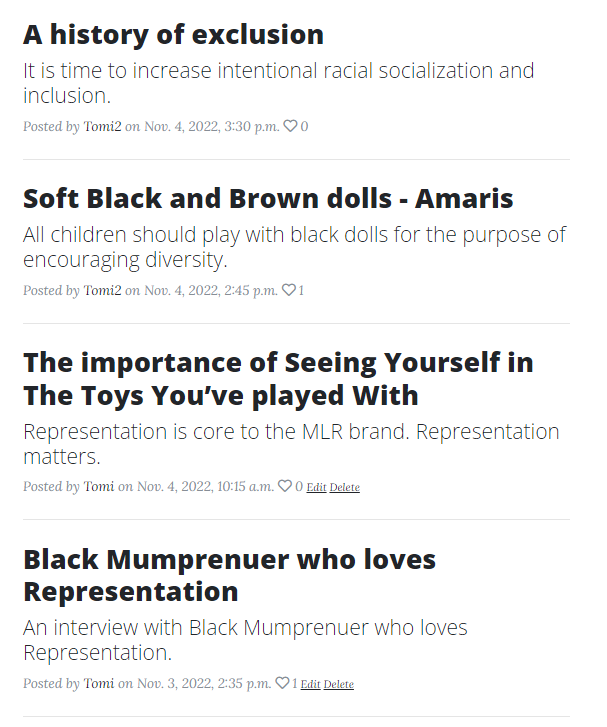 A history of exclusion
It is time to increase intentional racial socialization and
inclusion.
Posted by Tomi2 on Nov. 4, 2022, 3:30 p.m. 0
Soft Black and Brown dolls - Amaris
All children should play with black dolls for the purpose of
encouraging diversity.
Posted by Tomi2 on Nov. 4, 2022, 2:45 p.m. 1
The importance of Seeing Yourself in
The Toys You’ve played With
Representation is core to the MLR brand. Representation
matters.
Posted by Tomi on Nov. 4, 2022, 10:15 a.m. 0 Edit Delete
Black Mumprenuer who loves
Representation
An interview with Black Mumprenuer who loves
Representation.
Posted by Tomi on Nov. 3, 2022, 2:35 p.m. 1 Edit Delete